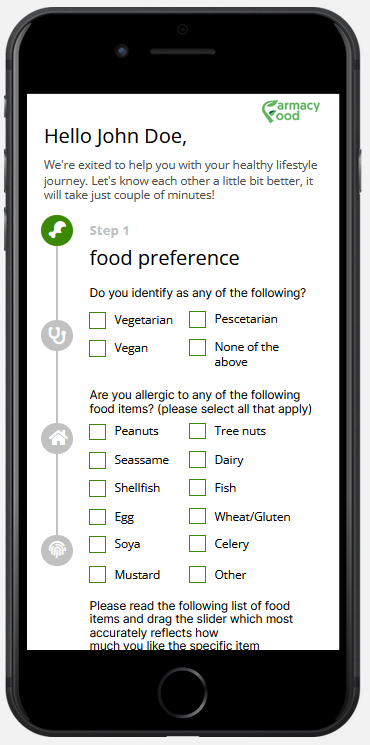 armacy
ood
Hello John Doe,
We're exited to help you with your healthy lifestyle
journey. Let's know each other a little bit better, it
will take just couple of minutes!
Step 1
food preference
Do you identify as any of the following?
Vegetarian
Pescetarian
Vegan
None of the
above
Are you allergic to any of the following
food items? (please select all that apply)
Peanuts
Tree nuts
Seassame
Dairy
Shellfish
Fish
Egg
Wheat/Gluten
Soya
Celery
Mustard
Other
Please read the following list of food
items and drag the slider which most
accurately reflects how
much you like the specific item